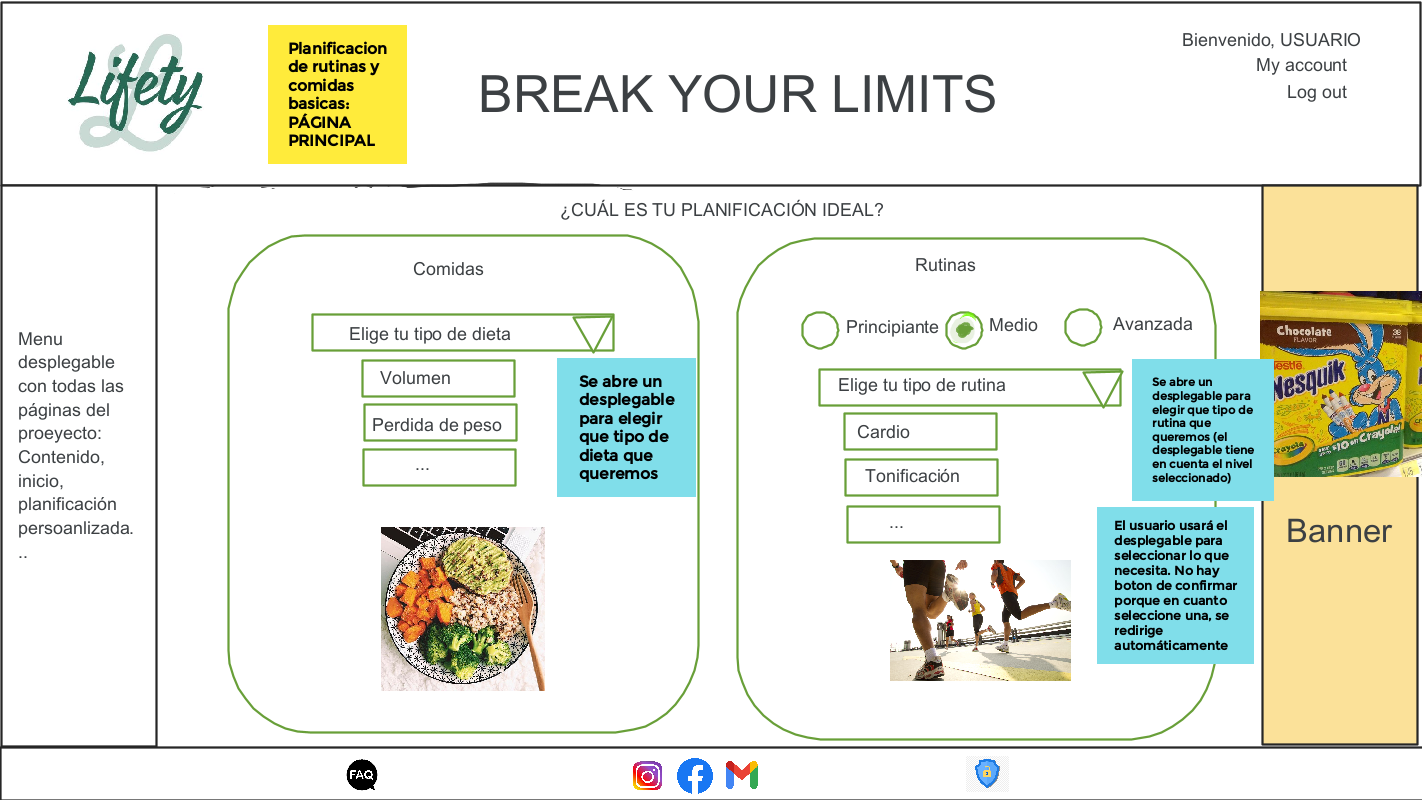 Lifety
Planificacion
de rutinas y
comidas
basicas:
PÁGINA
PRINCIPAL
BREAK YOUR LIMITS
Bienvenido, USUARIO
My account
Log out
¿CUÁL ES TU PLANIFICACIÓN IDEAL?
Menu
desplegable
con todas las
páginas del
proeyecto:
Contenido,
inicio,
planificación
persoanlizada.
..
Comidas
Elige tu tipo de dieta
Volumen
Perdida de peso
...
Se abre un
desplegable
para elegir
que tipo de
dieta que
queremos
Rutinas
Principiante
Medio
Avanzada
Elige tu tipo de rutina
Cardio
Tonificación
...
Se abre un
desplegable para
elegir que tipo de
rutina que
queremos (el
desplegable tiene
en cuenta el nivel
seleccionado)
El usuario usará el
desplegable para
seleccionar lo que
necesita. No hay
boton de confirmar
porque en cuanto
seleccione una, se
redirige
automáticamente
Chocolate
FLAVOR
Nesquik
Crayola
Banner
FAQ